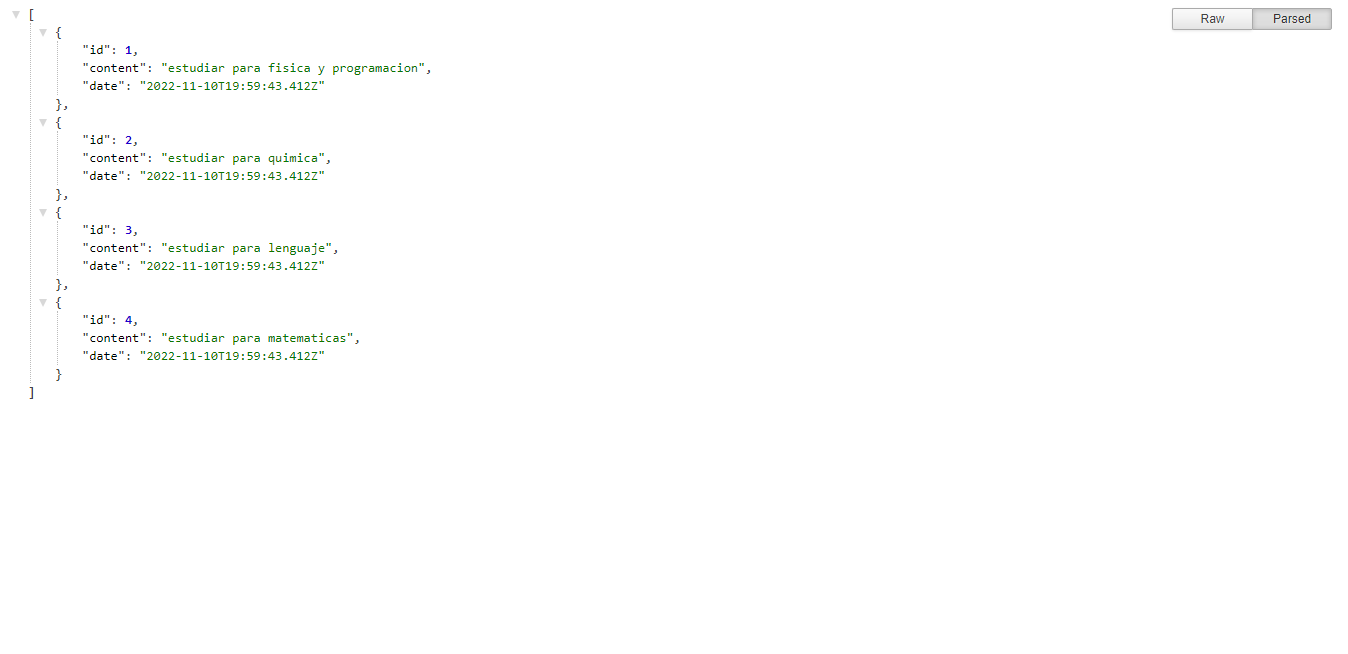 [
{
"id": 1,
"content": "estudiar para fisica y programacion",
"date": "2022-11-10T19:59:43.412Z"
},
{
"id": 2,
"content": "estudiar para quimica",
"date": "2022-11-10T19:59:43.412Z"
},
{
"id": 3,
"content": "estudiar para lenguaje",
"date": "2022-11-10T19:59:43.412Z"
},
{
"id": 4,
"content": "estudiar para matematicas",
"date": "2022-11-10T19:59:43.412Z"
}
]
Raw Parsed